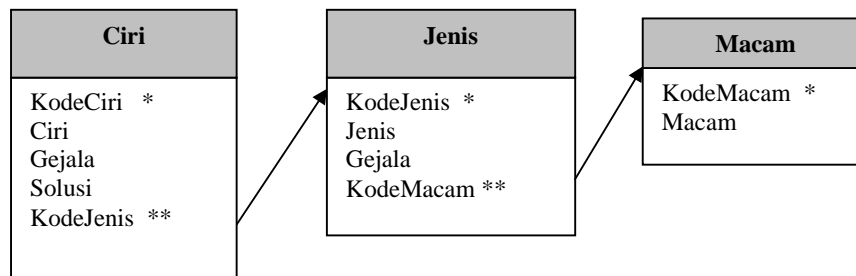 Ciri
KodeCiri *
Ciri
Gejala
Solusi
KodeJenis **
Jenis
KodeJenis *
Jenis
Gejala
KodeMacam **
Macam
KodeMacam *
Macam